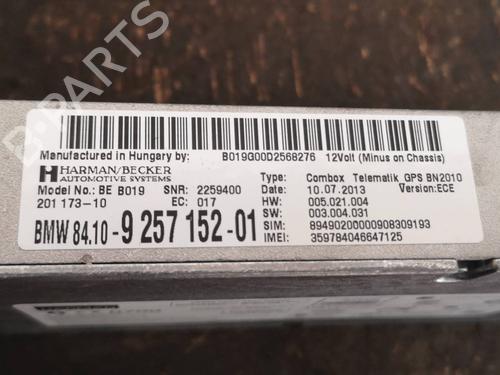 B-PARTS
Manufactured in Hungary by: B019G00D2568276 12Volt (Minus on Chassis)
HARMAN/BECKER
AUTOMOTIVE SYSTEMS
Type: Combox Telematik GPS BN2010
Model No.: BE B019 SNR: 2259400 Date: 10.07.2013 Version:ECE
201 173-10 EC: 017 HW: 005.021.004
SW: 003.004.031
BMW 84.10-9 257 152-01 SIM: 89490200000908309193
IMEI: 359784046647125